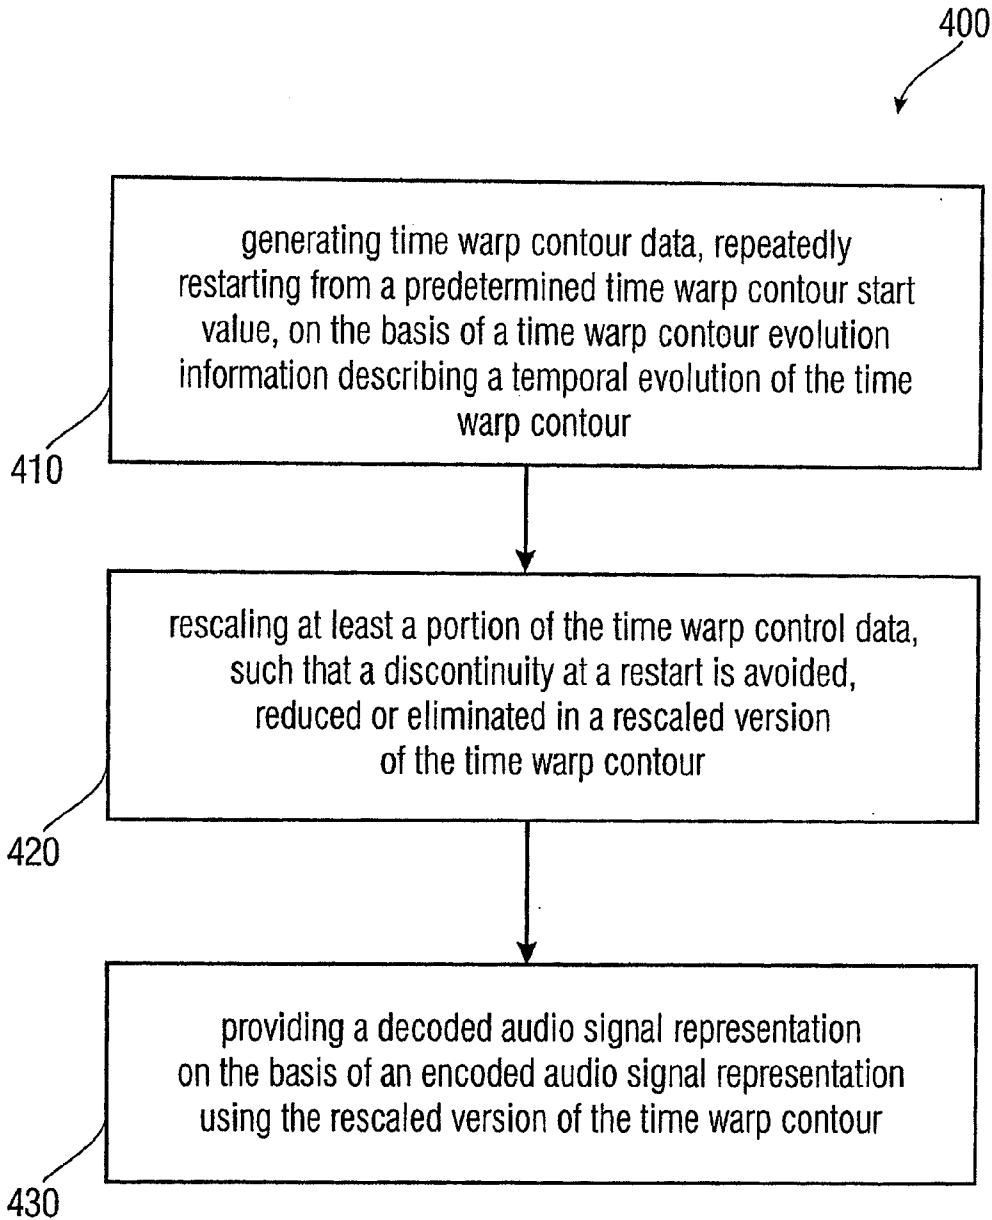 400
generating time warp contour data, repeatedly
restarting from a predetermined time warp contour start
value, on the basis of a time warp contour evolution
information describing a temporal evolution of the time
warp contour
410
rescaling at least a portion of the time warp control data,
such that a discontinuity at a restart is avoided,
reduced or eliminated in a rescaled version
of the time warp contour
420
providing a decoded audio signal representation
on the basis of an encoded audio signal representation
using the rescaled version of the time warp contour
430